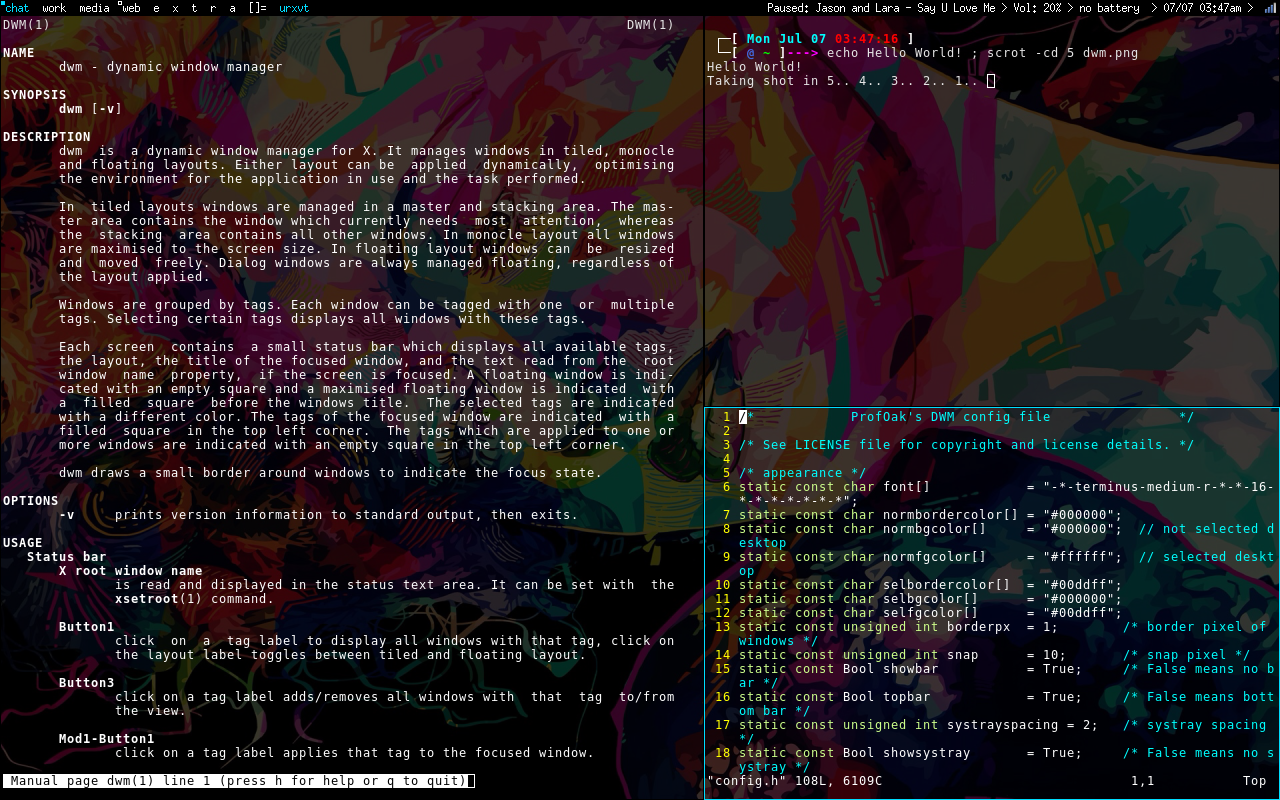 chat work media web e x t r a []= urxvt Paused: Jason and Lara - Say U Love Me > Vol: 20% > no battery > 07/07 03:47am >
DWM(1) DWM(1)
NAME
dwm - dynamic window manager
SYNOPSIS
dwm [-v]
DESCRIPTION
dwm is a dynamic window manager for X. It manages windows in tiled, monocle
and floating layouts. Either layout can be applied dynamically, optimising
the environment for the application in use and the task performed.
In tiled layouts windows are managed in a master and stacking area. The mas-
ter area contains the window which currently needs most attention, whereas
the stacking area contains all other windows. In monocle layout all windows
are maximised to the screen size. In floating layout windows can be resized
and moved freely. Dialog windows are always managed floating, regardless of
the layout applied.
Windows are grouped by tags. Each window can be tagged with one or multiple
tags. Selecting certain tags displays all windows with these tags.
Each screen contains a small status bar which displays all available tags,
the layout, the title of the focused window, and the text read from the root
window name property, if the screen is focused. A floating window is indi-
cated with an empty square and a maximised floating window is indicated with
a filled square before the windows title. The selected tags are indicated
with a different color. The tags of the focused window are indicated with a
filled square in the top left corner. The tags which are applied to one or
more windows are indicated with an empty square in the top left corner.
dwm draws a small border around windows to indicate the focus state.
OPTIONS
-v prints version information to standard output, then exits.
USAGE
Status bar
X root window name
is read and displayed in the status text area. It can be set with the
xsetroot(1) command.
Button1
click on a tag label to display all windows with that tag, click on
the layout label toggles between tiled and floating layout.
Button3
click on a tag label adds/removes all windows with that tag to/from
the view.
Mod1-Button1
click on a tag label applies that tag to the focused window.
Manual page dwm(1) line 1 (press h for help or q to quit)
[ Mon Jul 07 03:47:16 ]
[ @ ~ ]---> echo Hello World! ; scrot -cd 5 dwm.png
Hello World!
Taking shot in 5.. 4.. 3.. 2.. 1..
1 /* ProfOak's DWM config file */
2
3 /* See LICENSE file for copyright and license details. */
4
5 /* appearance */
6 static const char font[] = "-*-terminus-medium-r-*-*-16-
*-*-*-*-*-*-*";
7 static const char normbordercolor[] = "#000000";
8 static const char normbgcolor[] = "#000000"; // not selected d
esktop
9 static const char normfgcolor[] = "#ffffff"; // selected deskt
op
10 static const char selbordercolor[] = "#00ddff";
11 static const char selbgcolor[] = "#000000";
12 static const char selfgcolor[] = "#00ddff";
13 static const unsigned int borderpx = 1; /* border pixel of
windows */
14 static const unsigned int snap = 10; /* snap pixel */
15 static const Bool showbar = True; /* False means no b
ar */
16 static const Bool topbar = True; /* False means bott
om bar */
17 static const unsigned int systrayspacing = 2; /* systray spacing
*/
18 static const Bool showsystray = True; /* False means no s
ystray */
"config.h" 108L, 6109C 1,1 Top